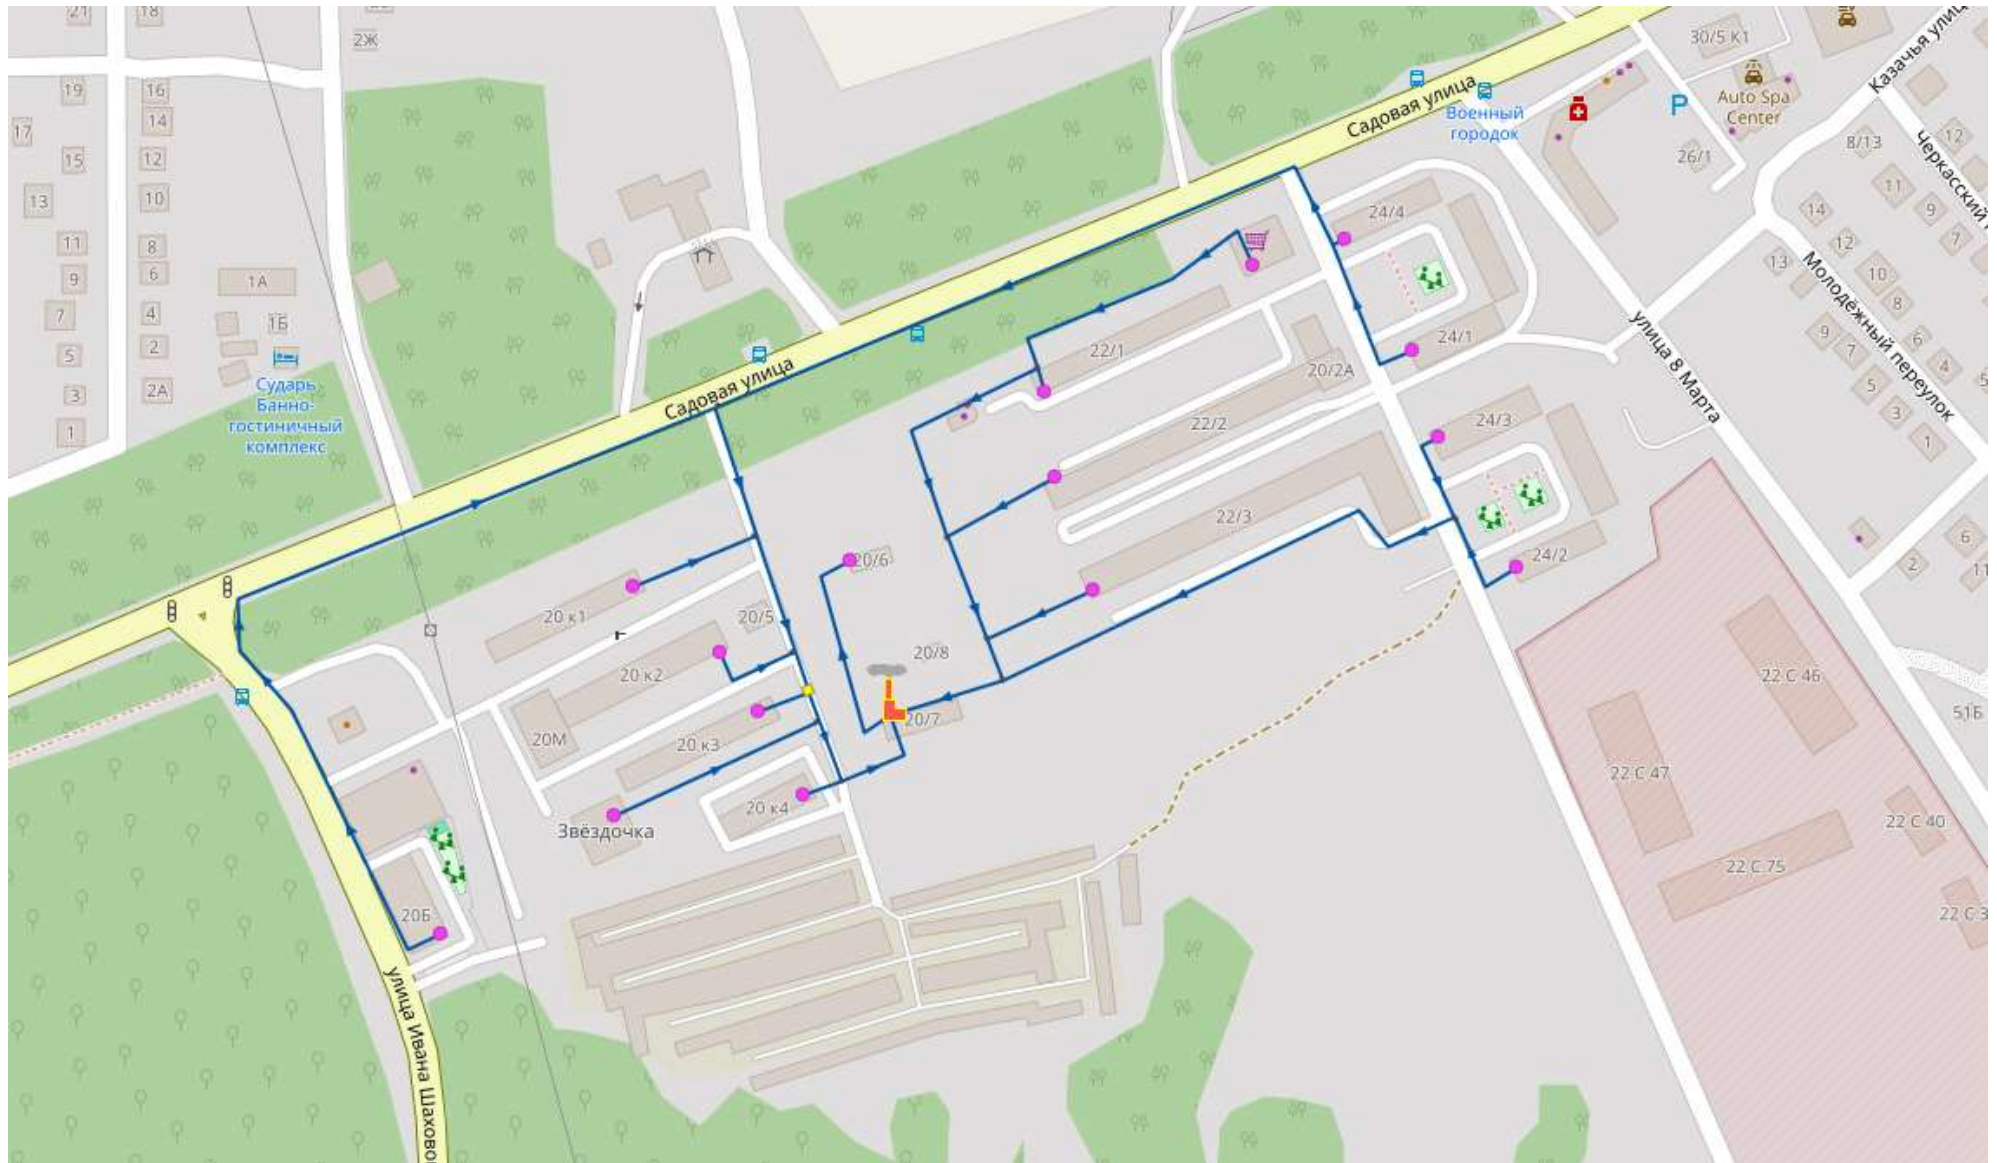 21
18
2Ж
19
16
17
14
15
12
13
10
11
8
9
6
7
4
5
2
3
2А
1
1А
1Б
Сударь
Банно-
гостиничный
комплекс
Садовая улица
Садовая улица
Военный
городок
30/5 К1
Auto Spa
Center
P
26/1
Казачья улица
8/13
12
Черкасский
11
9
7
14
12
10
8
6
4
13
9
7
5
3
1
Молодёжный переулок
улица 8 Марта
24/4
24/1
24/3
24/2
22/1
20/2А
22/2
22/3
20/6
20/5
20/8
20/7
20 к1
20 к2
20М
20 к3
20 к4
Звёздочка
20Б
улица Ивана Шаховo
6
2
11
22 С 46
22 С 47
22 С 40
22 С 75
22 С 3
51Б